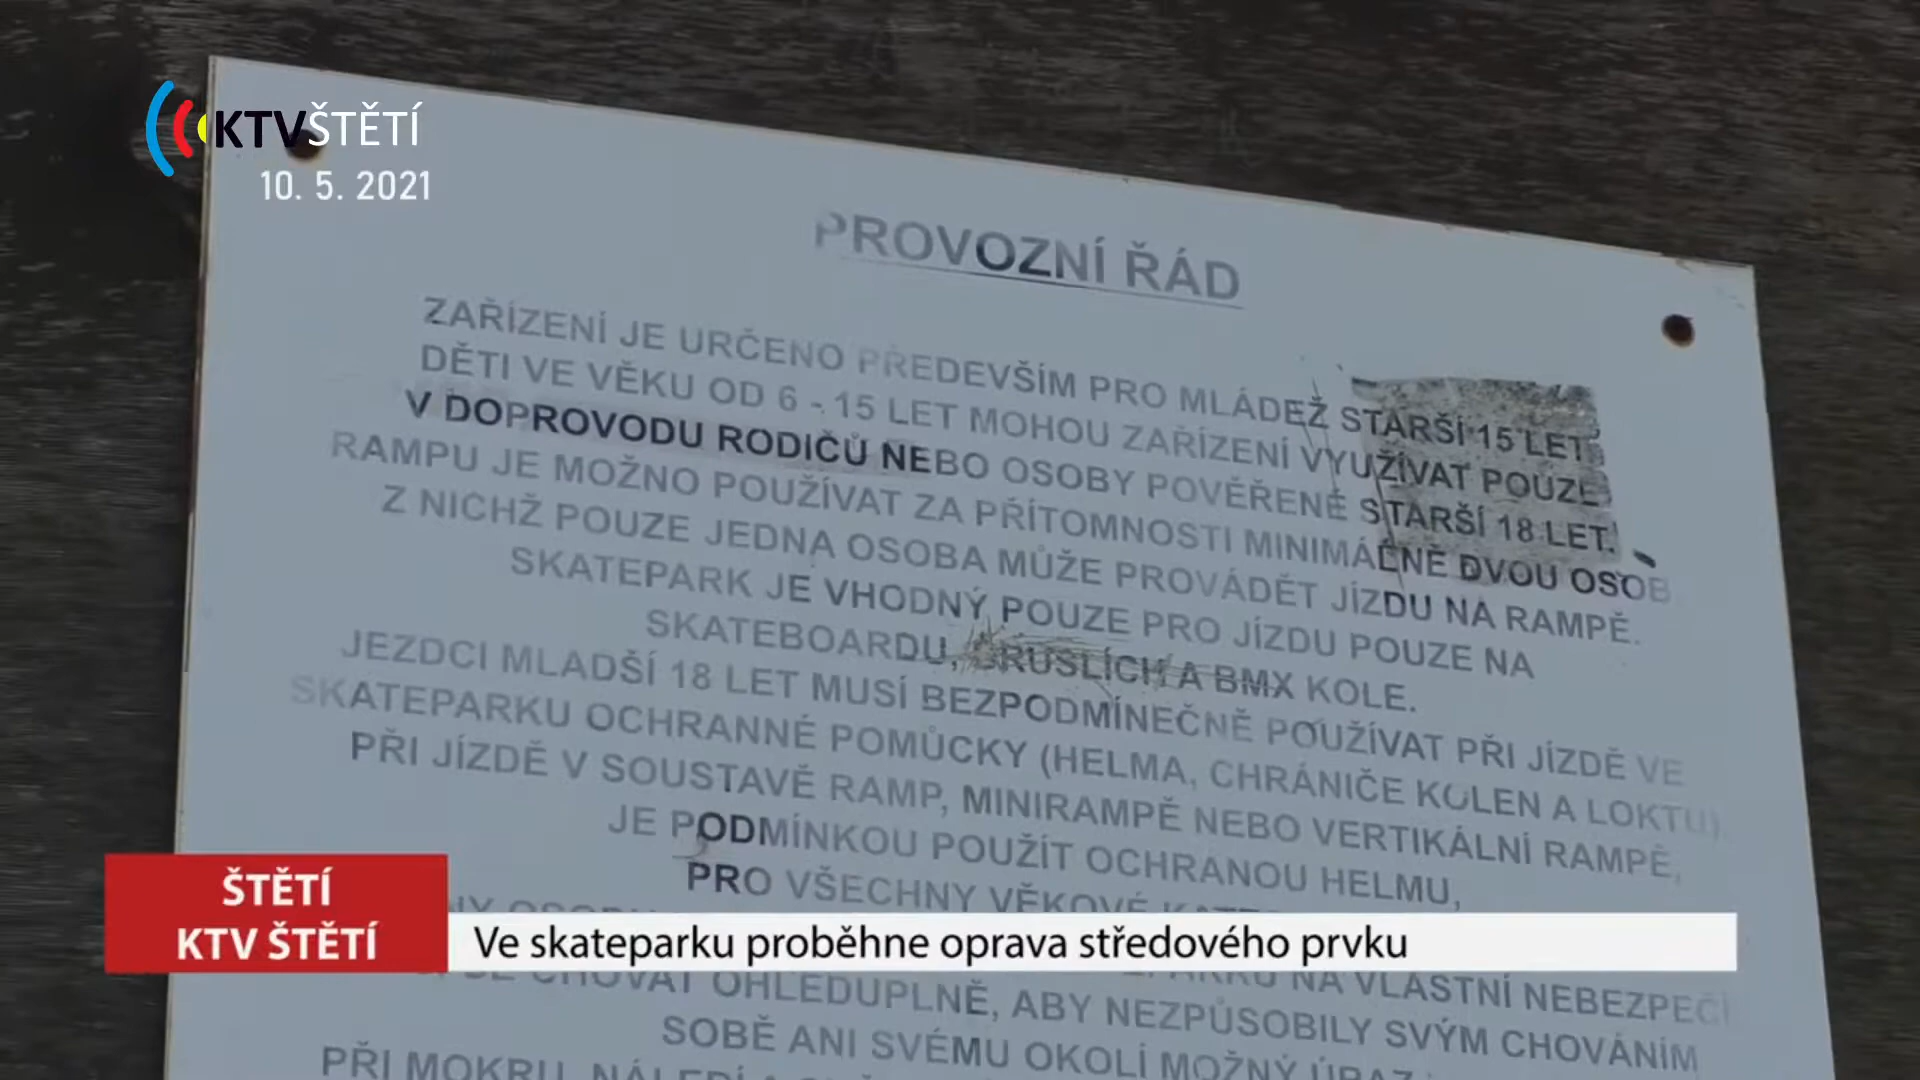 KTVŠTĚTÍ
10. 5. 2021
PROVOZNÍ ŘÁD
ZAŘÍZENÍ JE URČENO PŘEDEVŠÍM PRO MLÁDEŽ STARŠÍ 15 LET
DĚTI VE VĚKU OD 6 - 15 LET MOHOU ZAŘÍZENÍ VYUŽÍVAT POUZE
V DOPROVODU RODIČŮ NEBO OSOBY POVĚŘENÉ STARŠÍ 18 LET.
RAMPU JE MOŽNO POUŽÍVAT ZA PŘÍTOMNOSTI MINIMÁLNĚ DVOU OSOB
Z NICHŽ POUZE JEDNA OSOBA MŮŽE PROVÁDĚT JÍZDU NA RAMPĚ.
SKATEPARK JE VHODNÝ POUZE PRO JÍZDU POUZE NA
SKATEBOARDU, BRUSLÍCH A BMX KOLE.
JEZDCI MLADŠÍ 18 LET MUSÍ BEZPODMÍNEČNĚ POUŽÍVAT PŘI JÍZDĚ VE
SKATEPARKU OCHRANNÉ POMŮCKY (HELMA, CHRÁNIČE KOLEN A LOKTU).
PŘI JÍZDĚ V SOUSTAVĚ RAMP, MINIRAMPĚ NEBO VERTIKÁLNÍ RAMPĚ,
JE PODMÍNKOU POUŽÍT OCHRANOU HELMU,
PRO VŠECHNY VĚKOVÉ
ŠTĚTÍ
KTV ŠTĚTÍ
Ve skateparku proběhne oprava středového prvku
NA VLASTNÍ NEBEZPEČÍ
SE CHOVAT OHLEDUPLNĚ, ABY NEZPŮSOBILY SVÝM CHOVÁNÍM
SOBĚ ANI SVÉMU OKOLÍ MOŽNÝ ÚRAZ
PŘI MOKRU, NÁLEDÍ